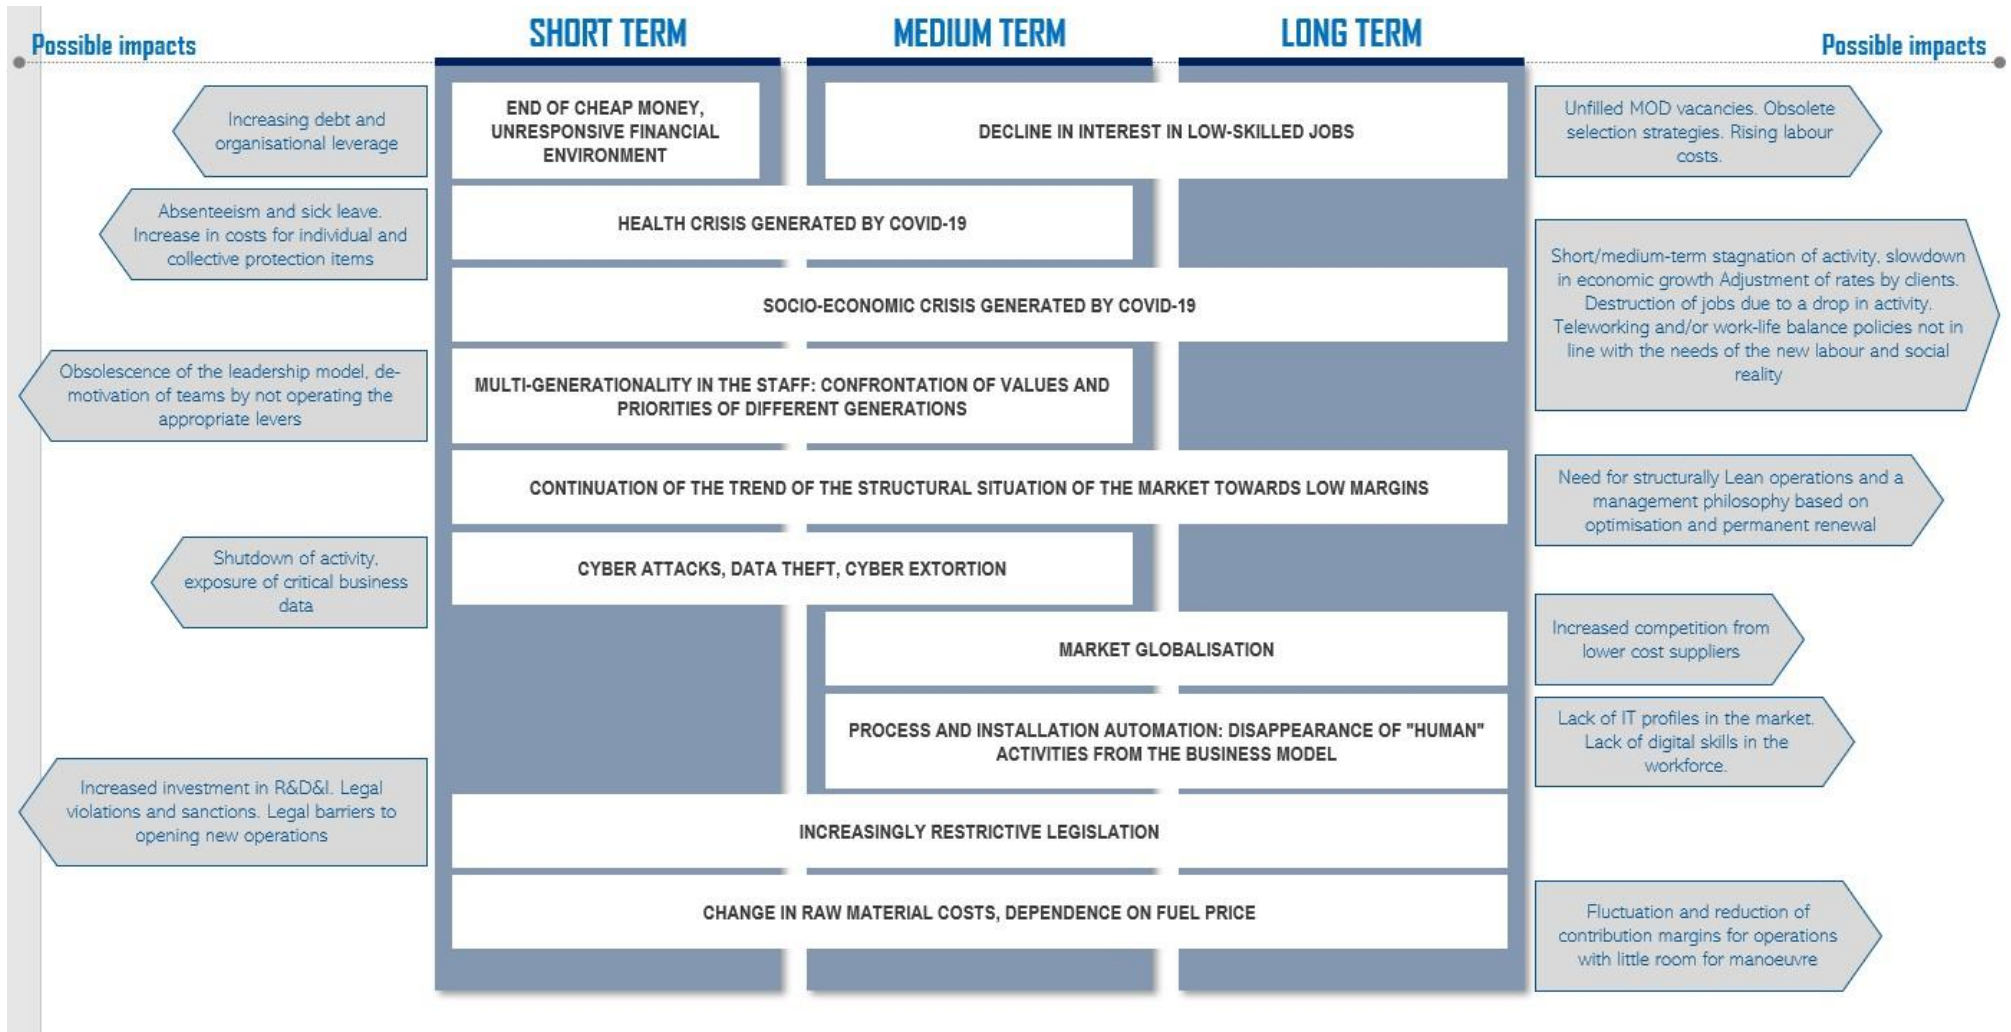 Possible impacts
SHORT TERM
MEDIUM TERM
LONG TERM
Possible impacts
Increasing debt and
organisational leverage
END OF CHEAP MONEY,
UNRESPONSIVE FINANCIAL
ENVIRONMENT
DECLINE IN INTEREST IN LOW-SKILLED JOBS
Unfilled MOD vacancies. Obsolete
selection strategies. Rising labour
costs.
Absenteeism and sick leave.
Increase in costs for individual and
collective protection items
HEALTH CRISIS GENERATED BY COVID-19
SOCIO-ECONOMIC CRISIS GENERATED BY COVID-19
Short/medium-term stagnation of activity, slowdown
in economic growth Adjustment of rates by clients.
Destruction of jobs due to a drop in activity.
Teleworking and/or work-life balance policies not in
line with the needs of the new labour and social
reality
Obsolescence of the leadership model, de-
motivation of teams by not operating the
appropriate levers
MULTI-GENERATIONALITY IN THE STAFF: CONFRONTATION OF VALUES AND
PRIORITIES OF DIFFERENT GENERATIONS
CONTINUATION OF THE TREND OF THE STRUCTURAL SITUATION OF THE MARKET TOWARDS LOW MARGINS
Need for structurally Lean operations and a
management philosophy based on
optimisation and permanent renewal
Shutdown of activity,
exposure of critical business
data
CYBER ATTACKS, DATA THEFT, CYBER EXTORTION
MARKET GLOBALISATION
Increased competition from
lower cost suppliers
PROCESS AND INSTALLATION AUTOMATION: DISAPPEARANCE OF "HUMAN"
ACTIVITIES FROM THE BUSINESS MODEL
Lack of IT profiles in the market.
Lack of digital skills in the
workforce.
Increased investment in R&D&I. Legal
violations and sanctions. Legal barriers to
opening new operations
INCREASINGLY RESTRICTIVE LEGISLATION
CHANGE IN RAW MATERIAL COSTS, DEPENDENCE ON FUEL PRICE
Fluctuation and reduction of
contribution margins for operations
with little room for manoeuvre